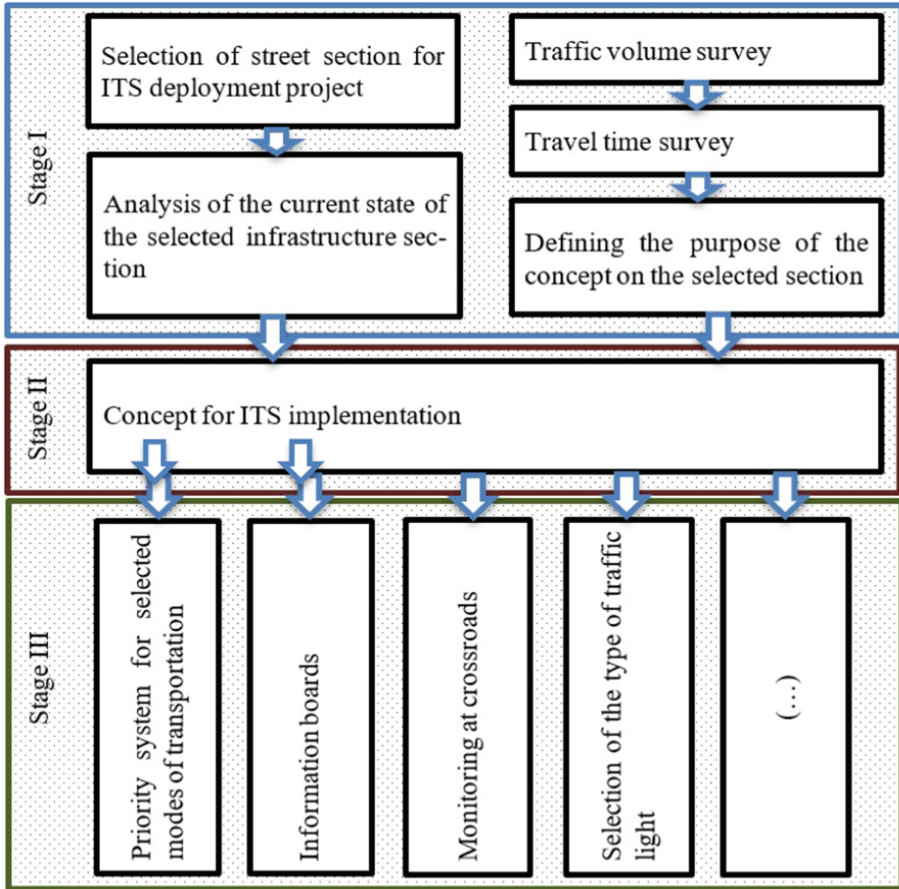 Stage I
Selection of street section for
ITS deployment project
Analysis of the current state of
the selected infrastructure sec-
tion
Traffic volume survey
Travel time survey
Defining the purpose of the
concept on the selected section
Stage II
Concept for ITS implementation
Stage III
Priority system for selected
modes of transportation
Information boards
Monitoring at crossroads
Selection of the type of traffic
light
(...)